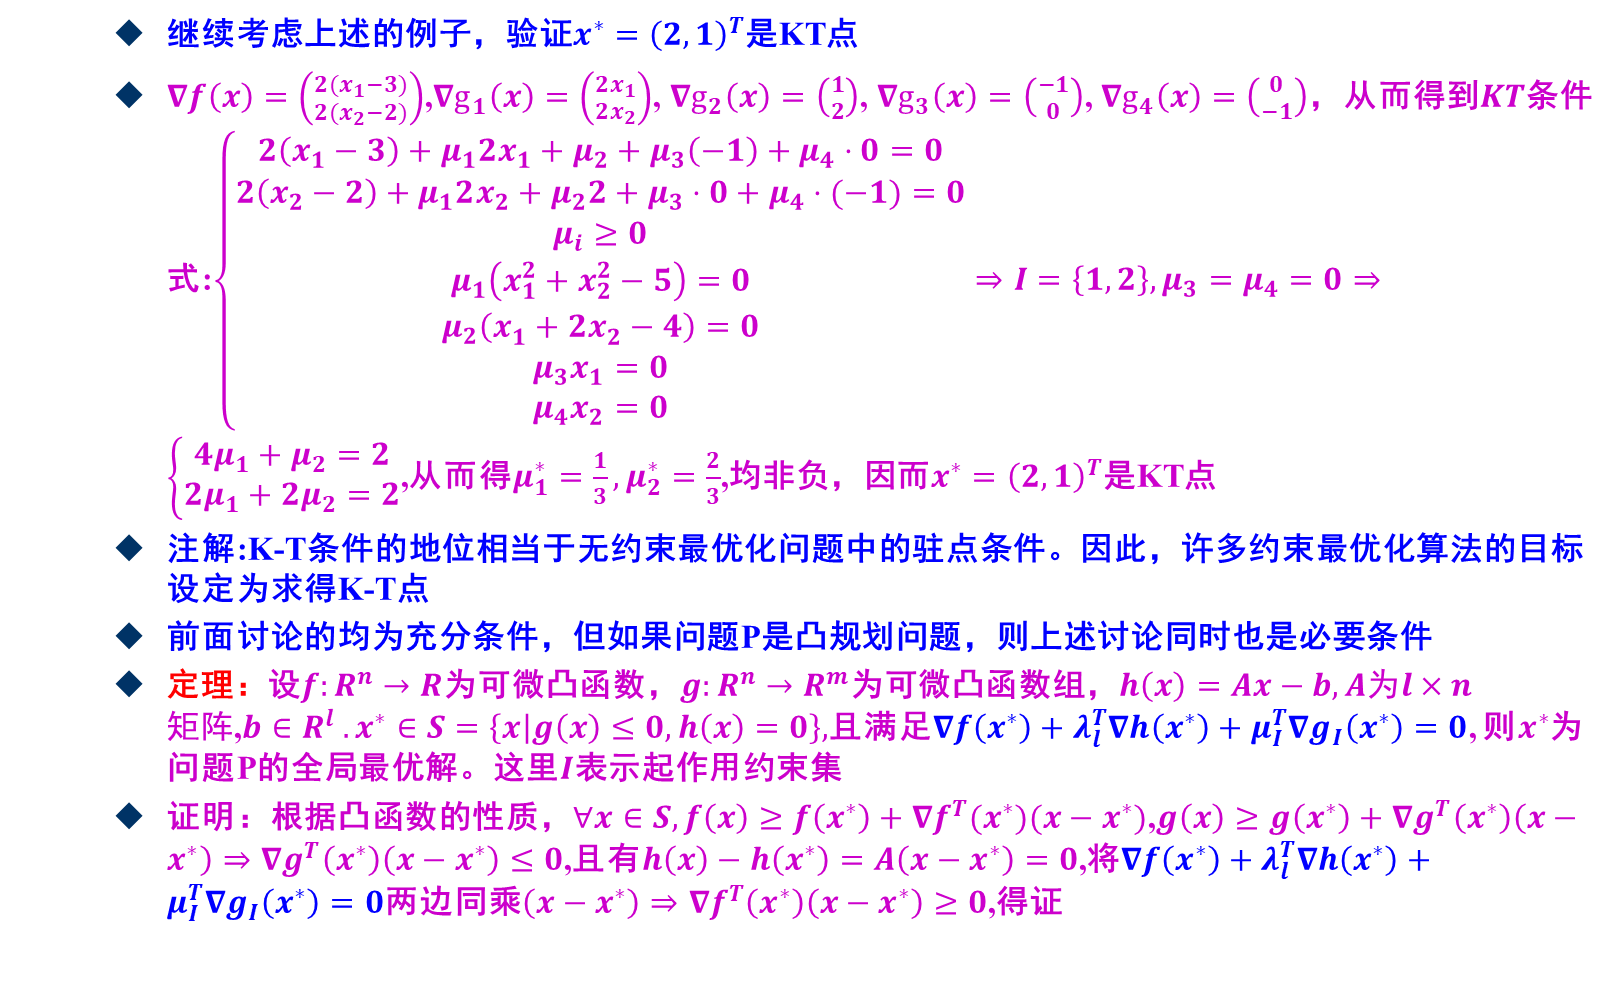 ◆ 继续考虑上述的例子，验证x* = (2, 1)^T是KT点
◆ ∇f(x) = (2(x₁−3) 2(x₂−2)),∇g₁(x) = (2x₁ 2x₂), ∇g₂(x) = (1 2), ∇g₃(x) = (−1 0), ∇g₄(x) = (0 −1)，从而得到KT条件
2(x₁ − 3) + μ₁2x₁ + μ₂ + μ₃(−1) + μ₄ · 0 = 0
2(x₂ − 2) + μ₁2x₂ + μ₂2 + μ₃ · 0 + μ₄ · (−1) = 0
μᵢ ≥ 0
式:{ μ₁(x₁² + x₂² − 5) = 0 ⇒ I = {1, 2}, μ₃ = μ₄ = 0 ⇒
μ₂(x₁ + 2x₂ − 4) = 0
μ₃x₁ = 0
μ₄x₂ = 0
{4μ₁ + μ₂ = 2
2μ₁ + 2μ₂ = 2,从而得μ₁* = 1/3, μ₂* = 2/3,均非负，因而x* = (2, 1)^T是KT点
◆ 注解:K-T条件的地位相当于无约束最优化问题中的驻点条件。因此，许多约束最优化算法的目标
设定为求得K-T点
◆ 前面讨论的均为充分条件，但如果问题P是凸规划问题，则上述讨论同时也是必要条件
◆ 定理：设f: R^n → R为可微凸函数，g: R^n → R^m为可微凸函数组，h(x) = Ax − b, A为l × n
矩阵,b ∈ R^l . x* ∈ S = {x|g(x) ≤ 0, h(x) = 0},且满足∇f(x*) + λ_l^T∇h(x*) + μ_I^T∇g_I(x*) = 0, 则x*为
问题P的全局最优解。这里I表示起作用约束集
◆ 证明：根据凸函数的性质，∀x ∈ S, f(x) ≥ f(x*) + ∇f^T(x*)(x − x*),g(x) ≥ g(x*) + ∇g^T(x*)(x −
x*) ⇒ ∇g^T(x*)(x − x*) ≤ 0,且有h(x) − h(x*) = A(x − x*) = 0,将∇f(x*) + λ_l^T∇h(x*) +
μ_I^T∇g_I(x*) = 0两边同乘(x − x*) ⇒ ∇f^T(x*)(x − x*) ≥ 0,得证